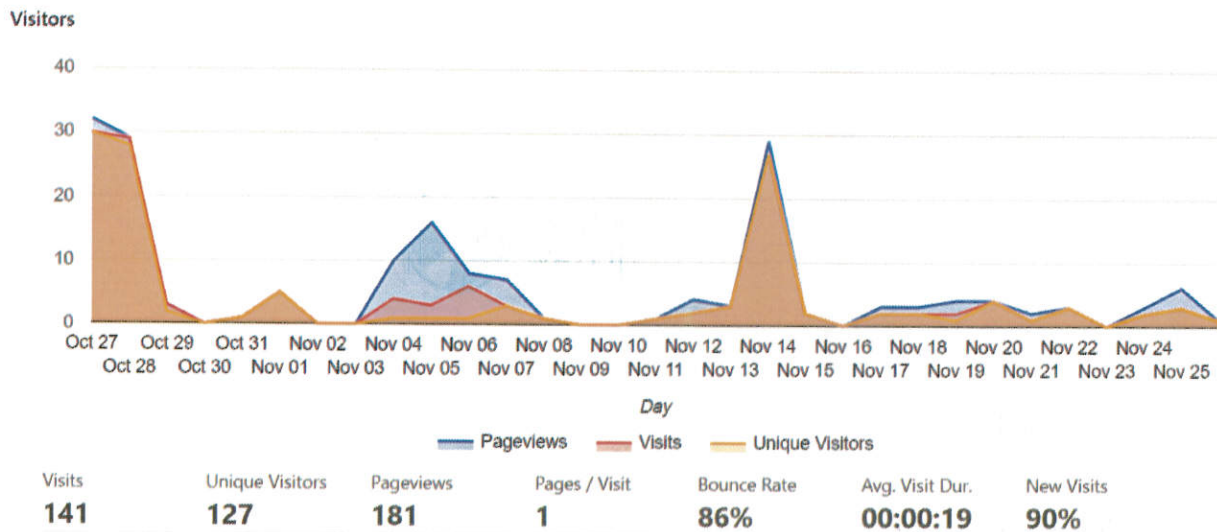 Visitors
40
30
20
10
0
Oct 27 Oct 29 Oct 31 Nov 02 Nov 04 Nov 06 Nov 08 Nov 10 Nov 12 Nov 14 Nov 16 Nov 18 Nov 20 Nov 22 Nov 24
Oct 28 Oct 30 Nov 01 Nov 03 Nov 05 Nov 07 Nov 09 Nov 11 Nov 13 Nov 15 Nov 17 Nov 19 Nov 21 Nov 23 Nov 25
Day
Pageviews Visits Unique Visitors
Visits Unique Visitors Pageviews Pages / Visit Bounce Rate Avg. Visit Dur. New Visits
141 127 181 1 86% 00:00:19 90%